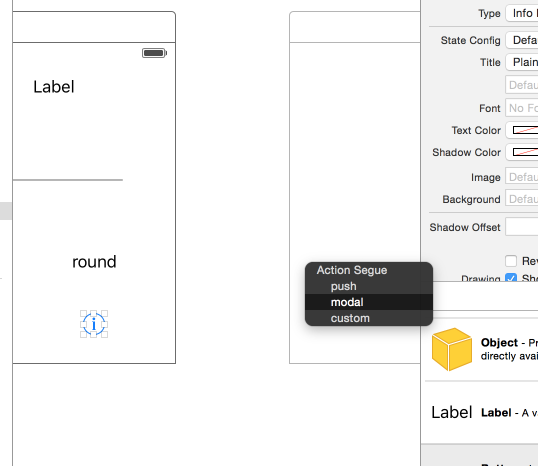 Label
round
Action Segue
push
modal
custom
Type Info
State Config Defa
Title Plain
Defau
Font No Fo
Text Color
Shadow Color
Image Defau
Background Defau
Shadow Offset
Rev
Drawing Sho
Object - Pr
directly avai
Label Label - A v